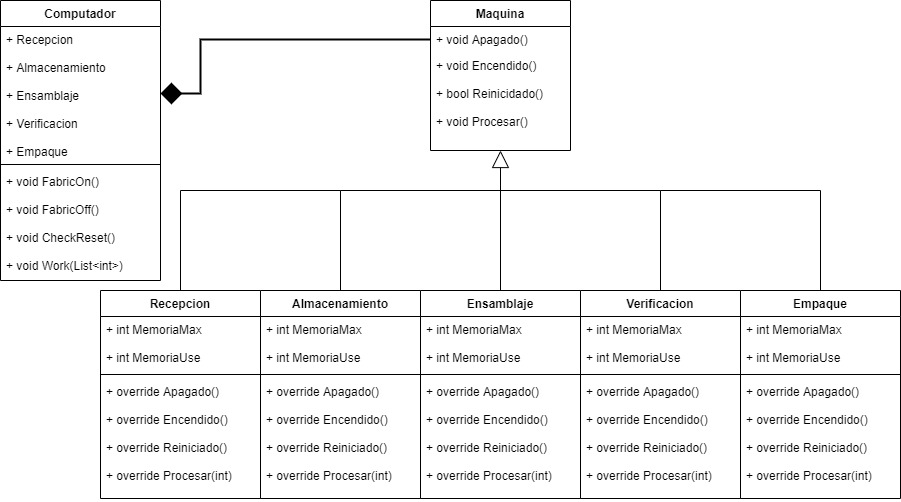 Computador
+ Recepcion
+ Almacenamiento
+ Ensamblaje
+ Verificacion
+ Empaque
+ void FabricOn()
+ void FabricOff()
+ void CheckReset()
+ void Work(List<int>)
Maquina
+ void Apagado()
+ void Encendido()
+ bool Reinicidado()
+ void Procesar()
Recepcion
+ int MemoriaMax
+ int MemoriaUse
+ override Apagado()
+ override Encendido()
+ override Reiniciado()
+ override Procesar(int)
Almacenamiento
+ int MemoriaMax
+ int MemoriaUse
+ override Apagado()
+ override Encendido()
+ override Reiniciado()
+ override Procesar(int)
Ensamblaje
+ int MemoriaMax
+ int MemoriaUse
+ override Apagado()
+ override Encendido()
+ override Reiniciado()
+ override Procesar(int)
Verificacion
+ int MemoriaMax
+ int MemoriaUse
+ override Apagado()
+ override Encendido()
+ override Reiniciado()
+ override Procesar(int)
Empaque
+ int MemoriaMax
+ int MemoriaUse
+ override Apagado()
+ override Encendido()
+ override Reiniciado()
+ override Procesar(int)